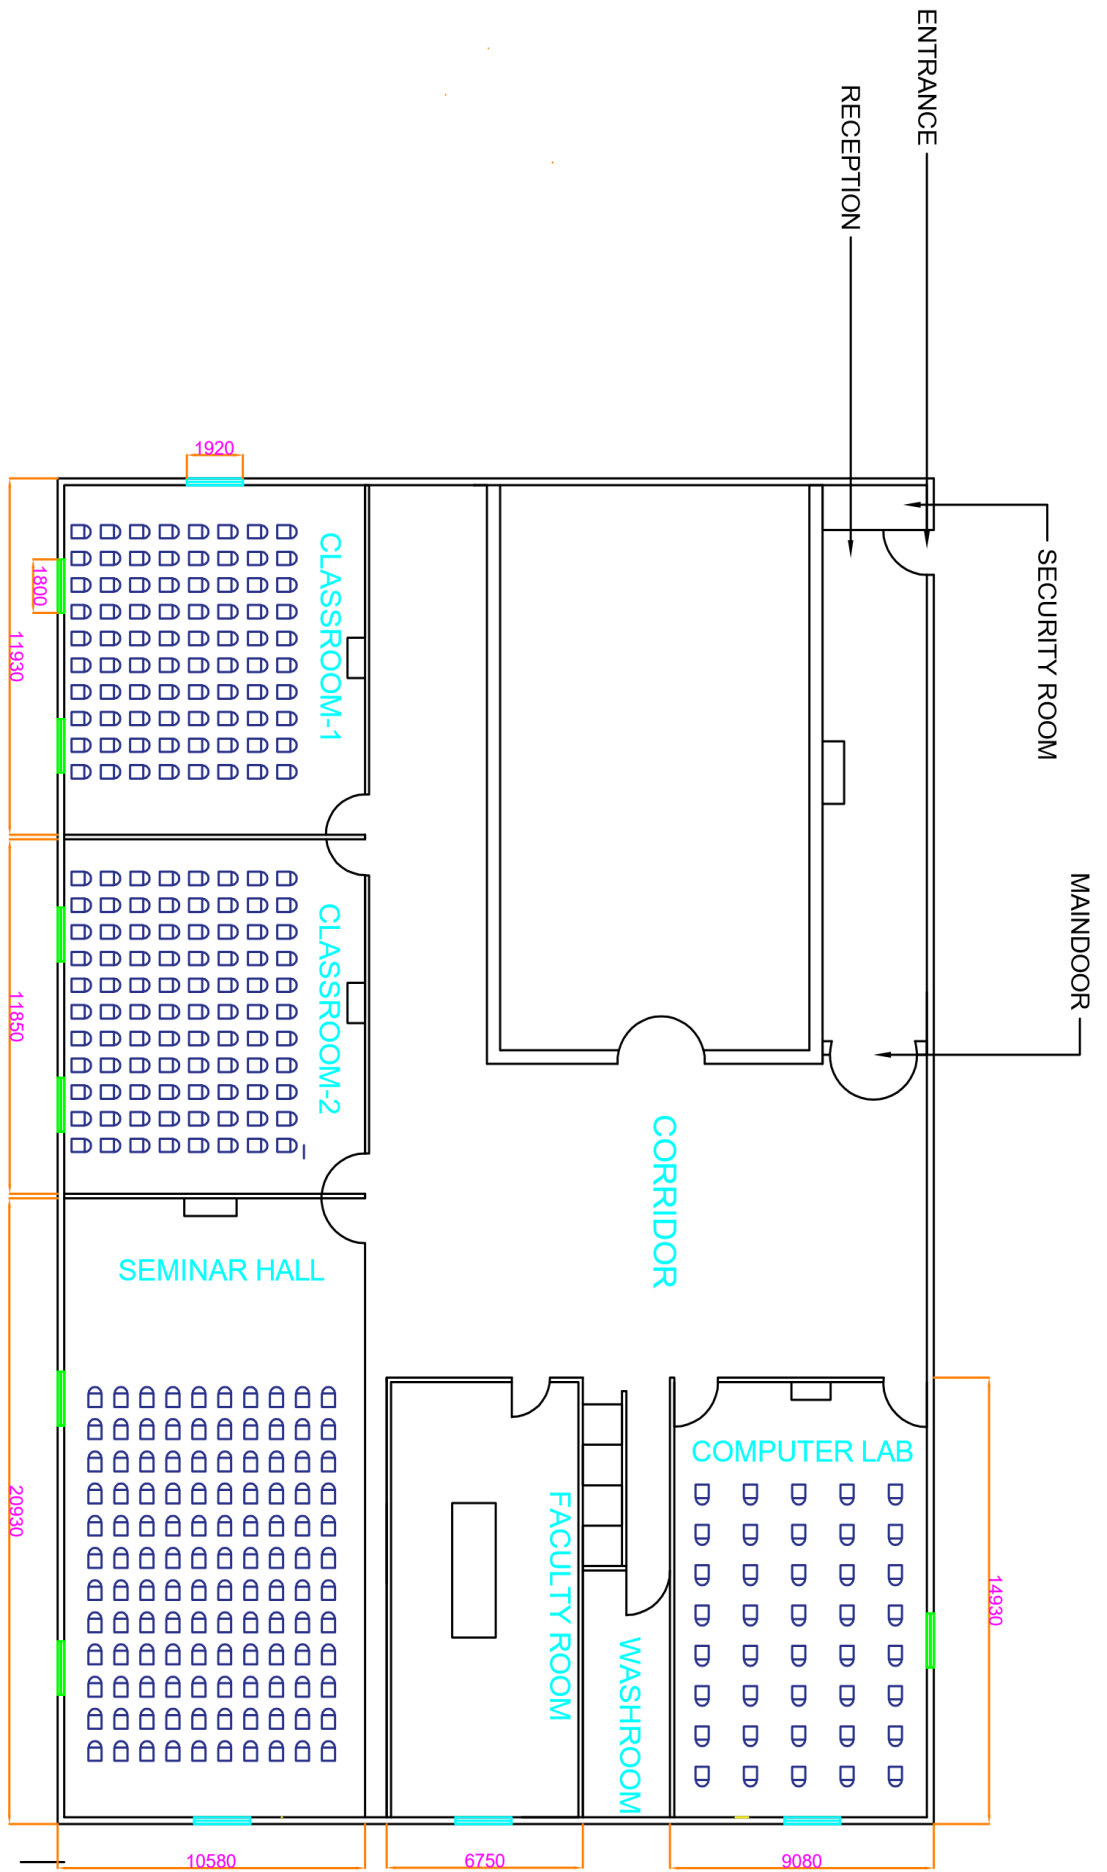 ENTRANCE
RECEPTION
SECURITY ROOM
MAINDOOR
1920
1800
11930
CLASSROOM-1
11850
CLASSROOM-2
CORRIDOR
SEMINAR HALL
20930
COMPUTER LAB
FACULTY ROOM
WASHROOM
14930
10580
6750
9080